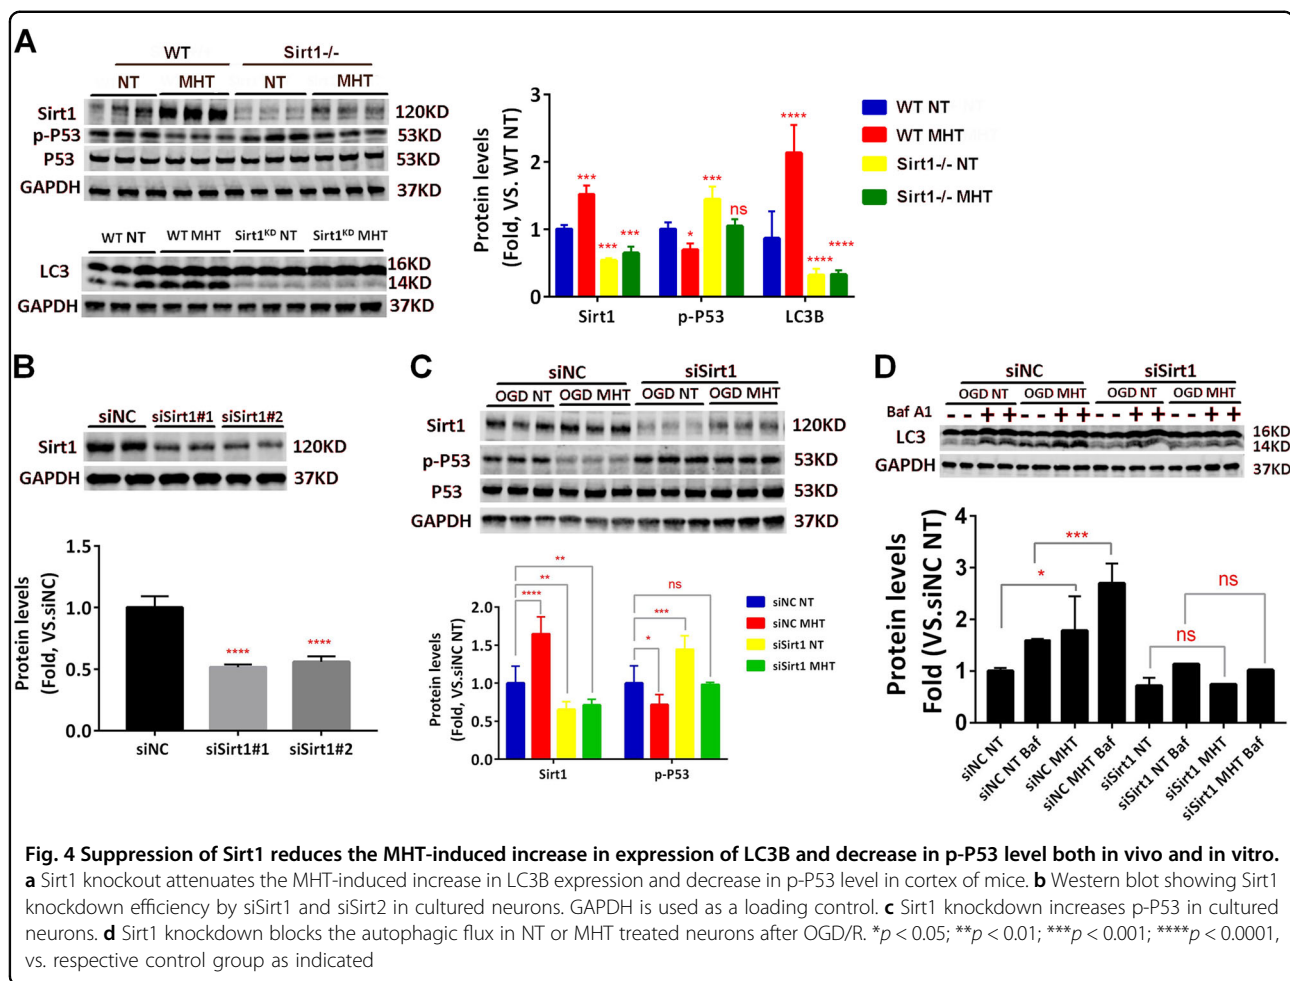 A
WT Sirt1-/-
NT MHT NT MHT
Sirt1 120KD
p-P53 53KD
P53 53KD
GAPDH 37KD
WT NT WT MHT Sirt1KD NT Sirt1KD MHT
LC3 16KD
14KD
GAPDH 37KD
Protein levels
(Fold, VS. WT NT)
3
2
1
0
*** *** *** * *** ns **** **** ****
Sirt1 p-P53 LC3B
WT NT
WT MHT
Sirt1-/- NT
Sirt1-/- MHT
B
siNC siSirt1#1 siSirt1#2
Sirt1 120KD
GAPDH 37KD
Protein levels
(Fold, VS.siNC)
1.5
1.0
0.5
0.0
**** ****
siNC siSirt1#1 siSirt1#2
C
siNC siSirt1
OGD NT OGD MHT OGD NT OGD MHT
Sirt1 120KD
p-P53 53KD
P53 53KD
GAPDH 37KD
Protein levels
(Fold, VS.siNC NT)
2.0
1.5
1.0
0.5
0.0
**** ** ** * *** ns
Sirt1 p-P53
siNC NT
siNC MHT
siSirt1 NT
siSirt1 MHT
D
siNC siSirt1
OGD NT OGD MHT OGD NT OGD MHT
Baf A1 - - + + - - + + - - + + - - + +
LC3 16KD
14KD
GAPDH 37KD
Protein levels
Fold (VS.siNC NT)
4
3
2
1
0
* *** ns ns
siNC NT
siNC NT Baf
siNC MHT
siNC MHT Baf
siSirt1 NT
siSirt1 NT Baf
siSirt1 MHT
siSirt1 MHT Baf
Fig. 4 Suppression of Sirt1 reduces the MHT-induced increase in expression of LC3B and decrease in p-P53 level both in vivo and in vitro.
a Sirt1 knockout attenuates the MHT-induced increase in LC3B expression and decrease in p-P53 level in cortex of mice. b Western blot showing Sirt1
knockdown efficiency by siSirt1 and siSirt2 in cultured neurons. GAPDH is used as a loading control. c Sirt1 knockdown increases p-P53 in cultured
neurons. d Sirt1 knockdown blocks the autophagic flux in NT or MHT treated neurons after OGD/R. *p < 0.05; **p < 0.01; ***p < 0.001; ****p < 0.0001,
vs. respective control group as indicated